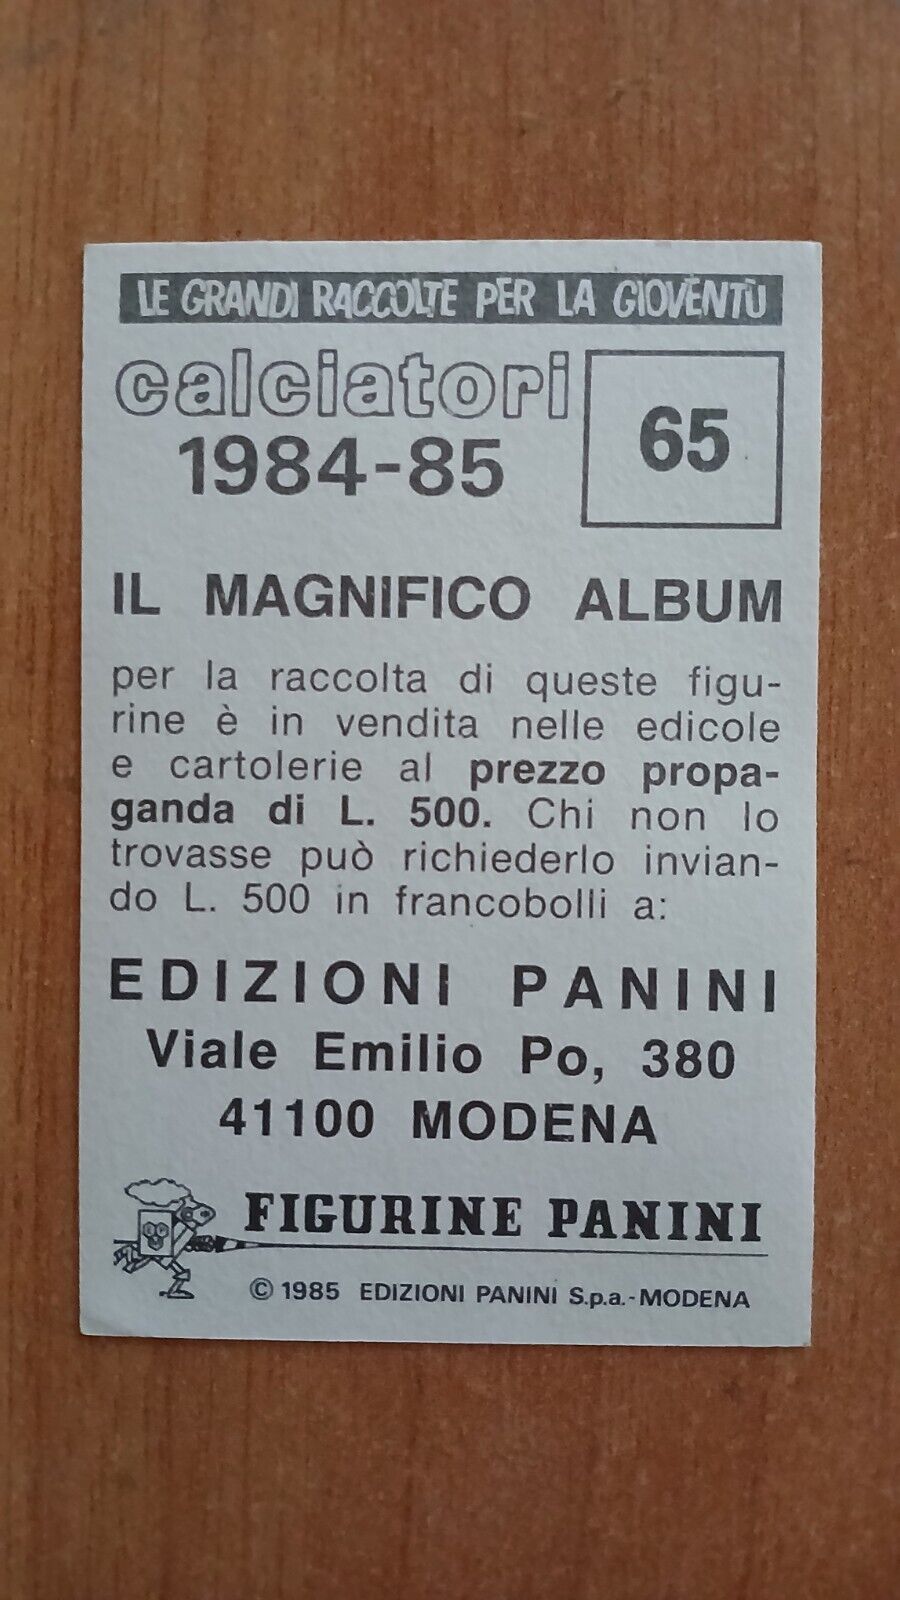 LE GRANDI RACCOLTE PER LA GIOVENTÙ
calciatori
1984-85
65
IL MAGNIFICO ALBUM
per la raccolta di queste figu-
rine è in vendita nelle edicole
e cartolerie al prezzo propa-
ganda di L. 500. Chi non lo
trovasse può richiederlo invian-
do L. 500 in francobolli a:
EDIZIONI PANINI
Viale Emilio Po, 380
41100 MODENA
FIGURINE PANINI
© 1985 EDIZIONI PANINI S.p.a.-MODENA